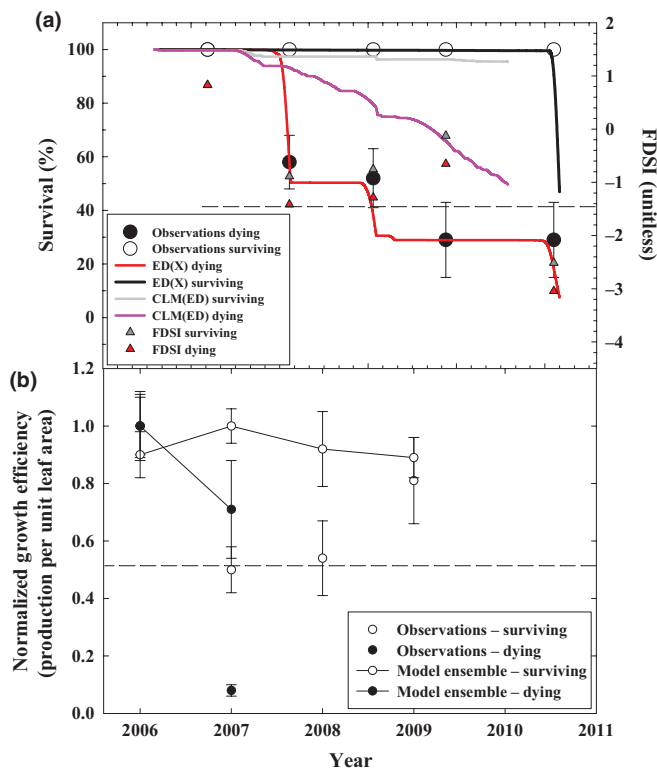 (a)
2
100
1
80
0
60
−1
40
−2
20
−3
0
−4
Survival (%)
FDSI (unitless)
Observations dying
Observations surviving
ED(X) dying
ED(X) surviving
CLM(ED) surviving
CLM(ED) dying
FDSI surviving
FDSI dying
(b)
1.2
1.0
0.8
0.6
0.4
0.2
0.0
Normalized growth efficiency
(production per unit leaf area)
Observations – surviving
Observations – dying
Model ensemble – surviving
Model ensemble – dying
2006 2007 2008 2009 2010 2011
Year